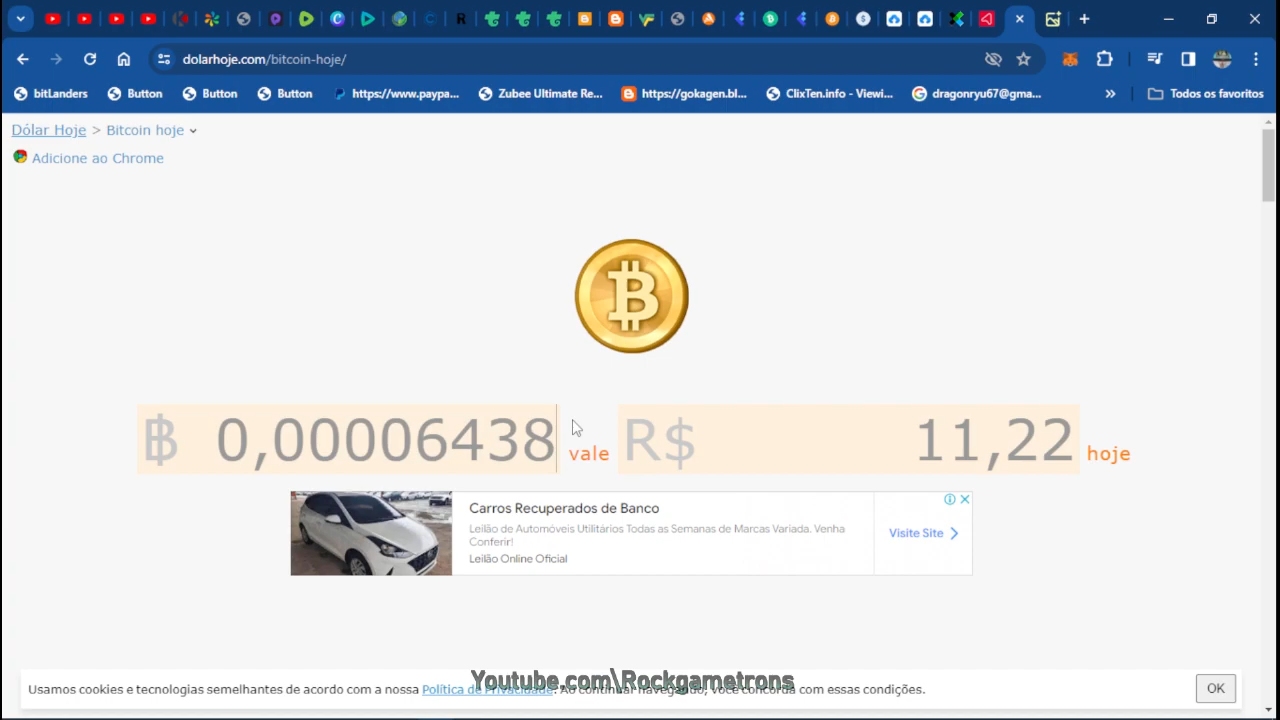 dolarhoje.com/bitcoin-hoje/
bitLanders
Button
Button
Button
https://www.paypa...
Zubee Ultimate Re...
https://gokagen.bl...
ClixTen.info - Viewi...
dragonryu67@gma...
»
Todos os favoritos
Dólar Hoje > Bitcoin hoje
Adicione ao Chrome
฿ 0,00006438 vale R$ 11,22 hoje
Carros Recuperados de Banco
Leilão de Automóveis Utilitários Todas as Semanas de Marcas Variada. Venha
Conferir!
Leilão Online Oficial
Visite Site
Youtube.com\Rockgametrons
Usamos cookies e tecnologias semelhantes de acordo com a nossa Política de Privacidade. Ao continuar navegando, você concorda com essas condições.
OK